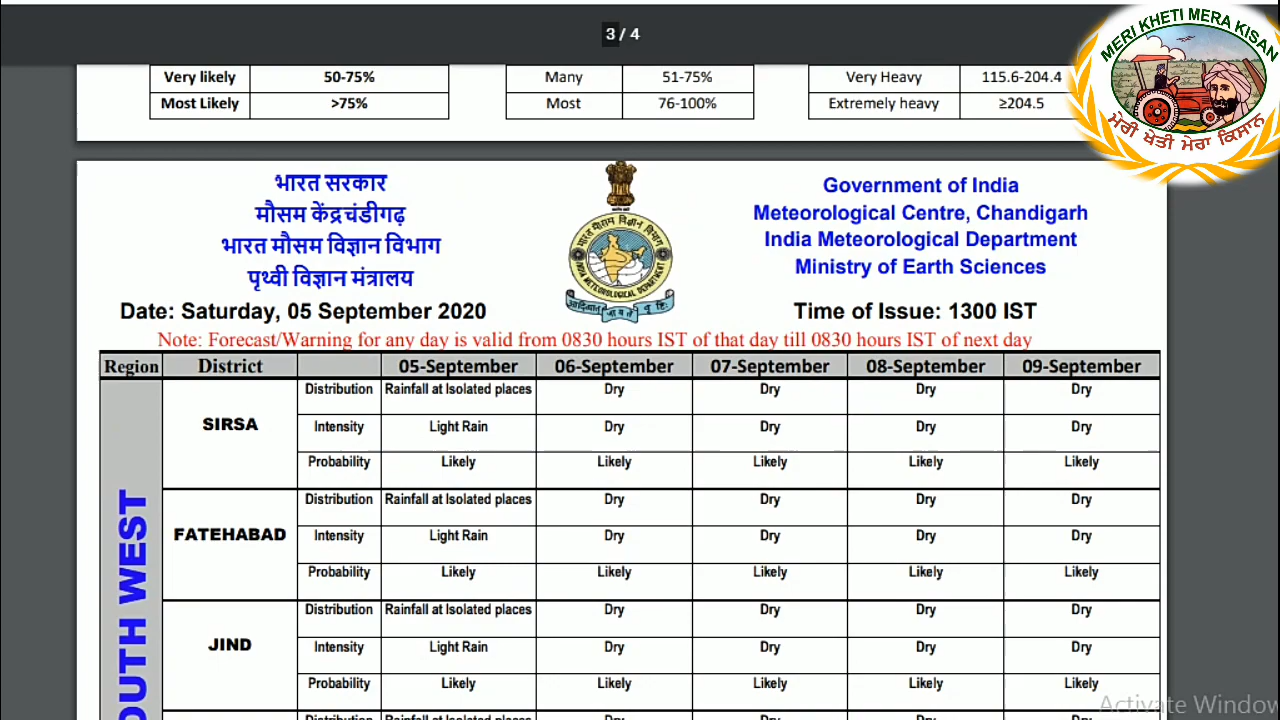 3 / 4
MERI KHETI MERA KISAN
ਮੇਰੀ ਖੇਤੀ ਮੇਰਾ ਕਿਸਾਨ
Very likely 50-75% Many 51-75% Very Heavy 115.6-204.4
Most Likely >75% Most 76-100% Extremely heavy ≥204.5
भारत सरकार
मौसम केंद्रचंडीगढ़
भारत मौसम विज्ञान विभाग
पृथ्वी विज्ञान मंत्रालय
भारत मौसम विज्ञान विभाग
INDIA METEOROLOGICAL DEPARTMENT
Government of India
Meteorological Centre, Chandigarh
India Meteorological Department
Ministry of Earth Sciences
Date: Saturday, 05 September 2020 Time of Issue: 1300 IST
Note: Forecast/Warning for any day is valid from 0830 hours IST of that day till 0830 hours IST of next day
Region District 05-September 06-September 07-September 08-September 09-September
SIRSA
Distribution Rainfall at Isolated places Dry Dry Dry Dry
Intensity Light Rain Dry Dry Dry Dry
Probability Likely Likely Likely Likely Likely
FATEHABAD
Distribution Rainfall at Isolated places Dry Dry Dry Dry
Intensity Light Rain Dry Dry Dry Dry
Probability Likely Likely Likely Likely Likely
JIND
Distribution Rainfall at Isolated places Dry Dry Dry Dry
Intensity Light Rain Dry Dry Dry Dry
Probability Likely Likely Likely Likely Likely
OUTH WEST
Activate Window